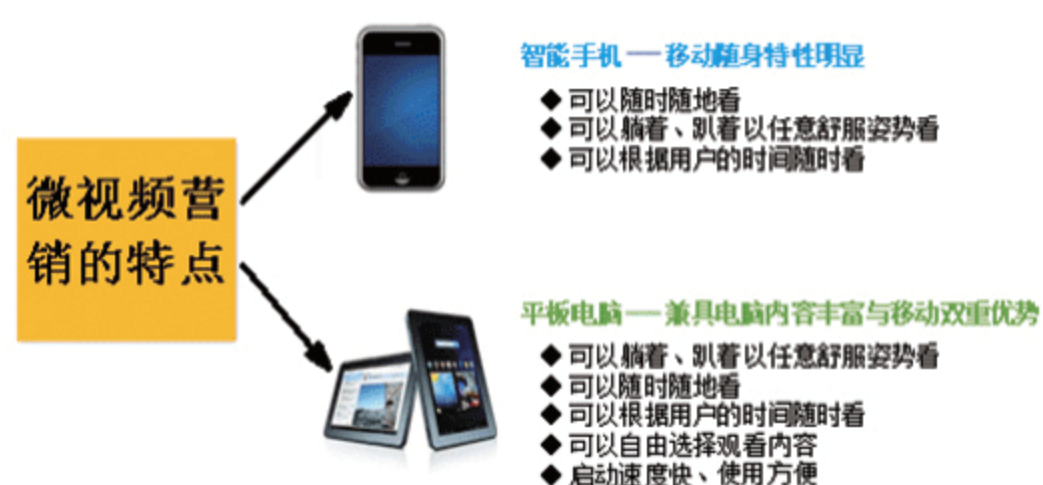 微视频营
销的特点
智能手机——移动随身特性明显
◆ 可以随时随地看
◆ 可以躺着、趴着以任意舒服姿势看
◆ 可以根据用户的时间随时看
平板电脑——兼具电脑内容丰富与移动双重优势
◆ 可以躺着、趴着以任意舒服姿势看
◆ 可以随时随地看
◆ 可以根据用户的时间随时看
◆ 可以自由选择观看内容
◆ 启动速度快、使用方便